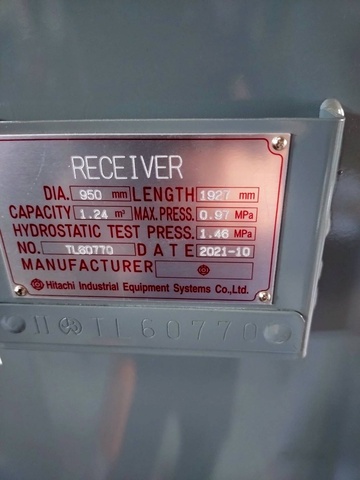 RECEIVER
DIA. 950 mm LENGTH 1927 mm
CAPACITY 1.24 m³ MAX.PRESS. 0.97 MPa
HYDROSTATIC TEST PRESS. 1.46 MPa
NO. TL60770 DATE 2021-10
MANUFACTURER
Hitachi Industrial Equipment Systems Co.,Ltd.
TL60770